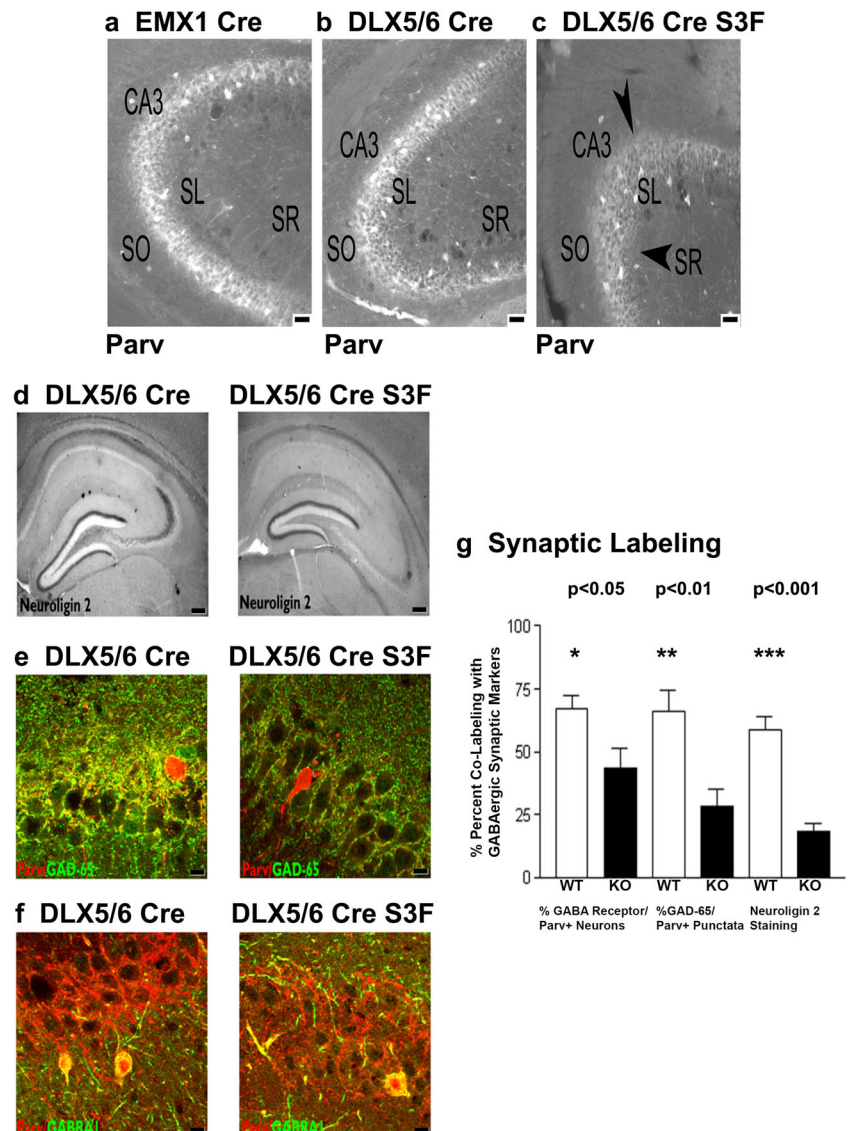 a EMX1 Cre
b DLX5/6 Cre
c DLX5/6 Cre S3F
CA3
SL
SO
SR
CA3
SL
SO
SR
CA3
SL
SO
SR
Parv
Parv
Parv
d DLX5/6 Cre
DLX5/6 Cre S3F
Neuroligin 2
Neuroligin 2
e DLX5/6 Cre
DLX5/6 Cre S3F
Parv/GAD-65
Parv/GAD-65
f DLX5/6 Cre
DLX5/6 Cre S3F
Parv/GABRA1
Parv/GABRA1
g Synaptic Labeling
p<0.05 p<0.01 p<0.001
% Percent Co-Labeling with
GABAergic Synaptic Markers
100
75
50
25
0
* ** ***
WT KO WT KO WT KO
% GABA Receptor/
Parv+ Neurons
%GAD-65/
Parv+ Punctata
Neuroligin 2
Staining